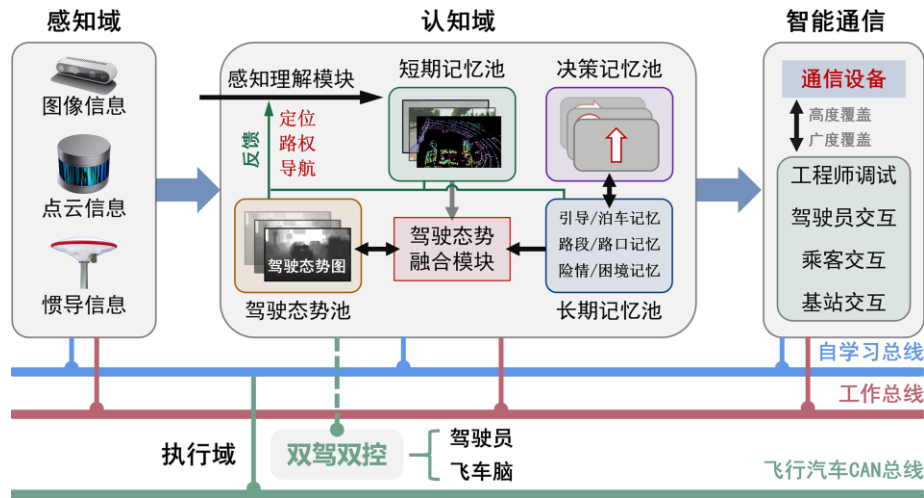 感知域
认知域
智能通信
图像信息
点云信息
惯导信息
感知理解模块
短期记忆池
决策记忆池
反馈
定位
路权
导航
驾驶态势图
驾驶态势池
驾驶态势
融合模块
引导/泊车记忆
路段/路口记忆
险情/困境记忆
长期记忆池
通信设备
高度覆盖
广度覆盖
工程师调试
驾驶员交互
乘客交互
基站交互
自学习总线
工作总线
执行域
双驾双控
驾驶员
飞车脑
飞行汽车CAN总线